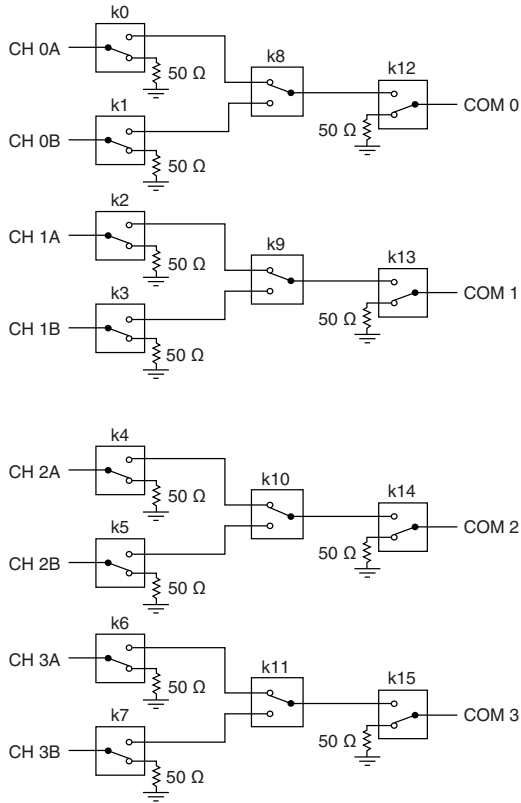 k0
CH 0A
50 Ω
k8
k12
COM 0
k1
50 Ω
CH 0B
50 Ω
k2
CH 1A
50 Ω
k9
k13
COM 1
k3
50 Ω
CH 1B
50 Ω
k4
CH 2A
50 Ω
k10
k14
COM 2
k5
50 Ω
CH 2B
50 Ω
k6
CH 3A
50 Ω
k11
k15
COM 3
k7
50 Ω
CH 3B
50 Ω